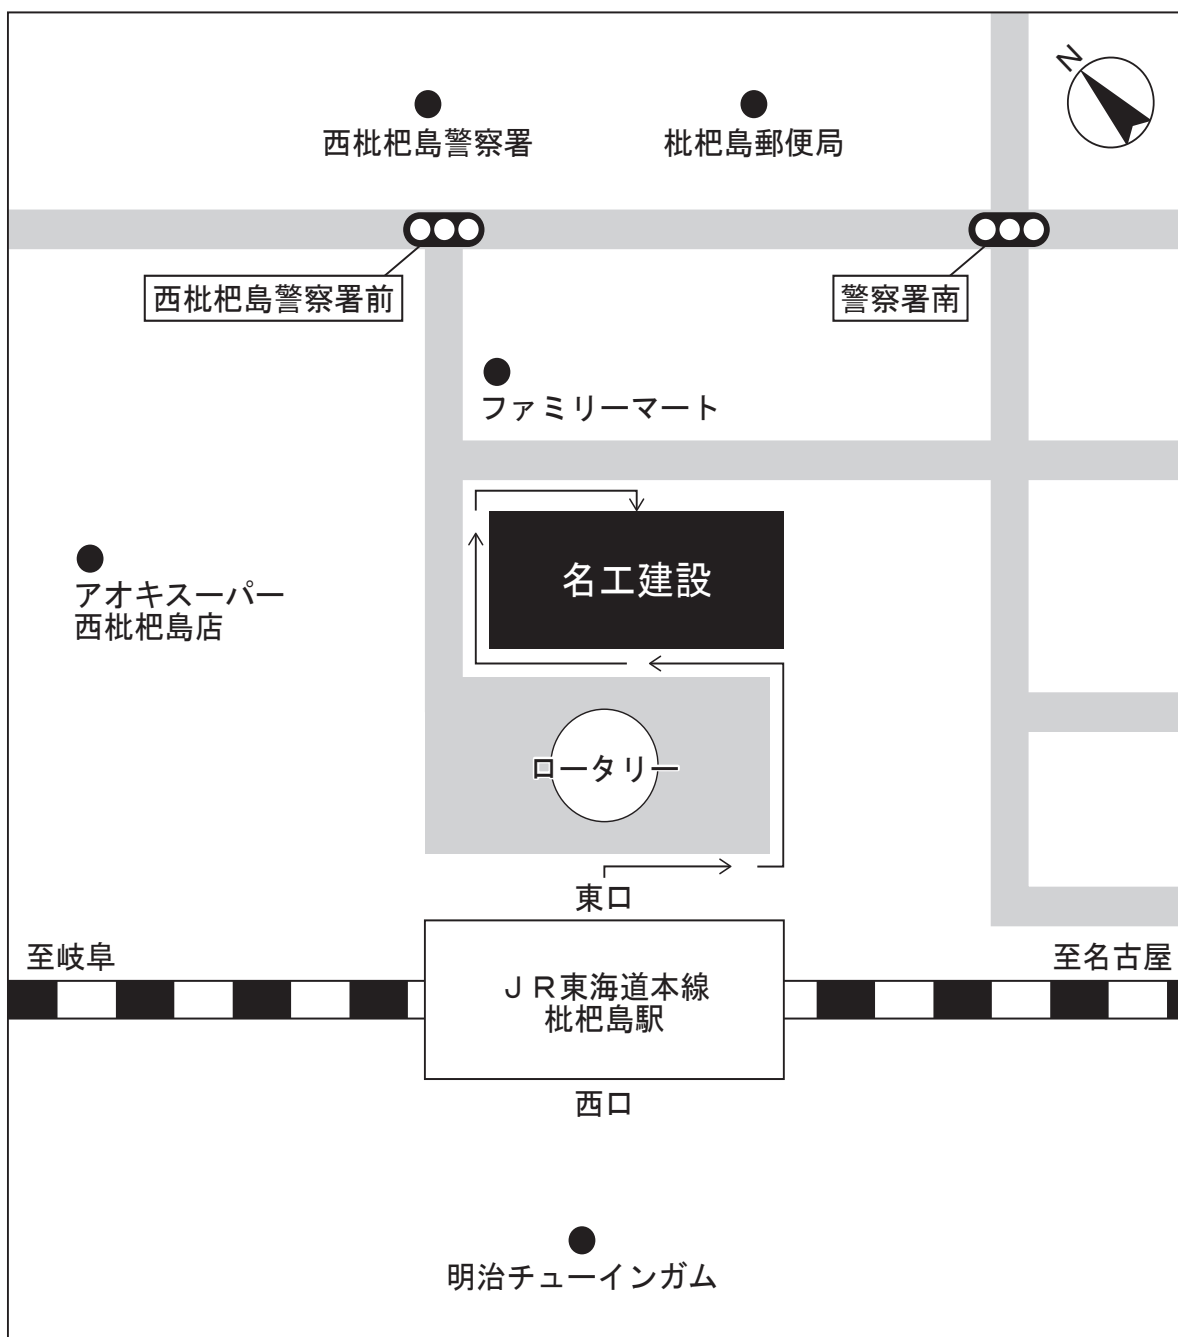 N
西枇杷島警察署
枇杷島郵便局
西枇杷島警察署前
警察署南
ファミリーマート
名工建設
アオキスーパー
西枇杷島店
ロータリー
東口
至岐阜
至名古屋
ＪＲ東海道本線
枇杷島駅
西口
明治チューインガム